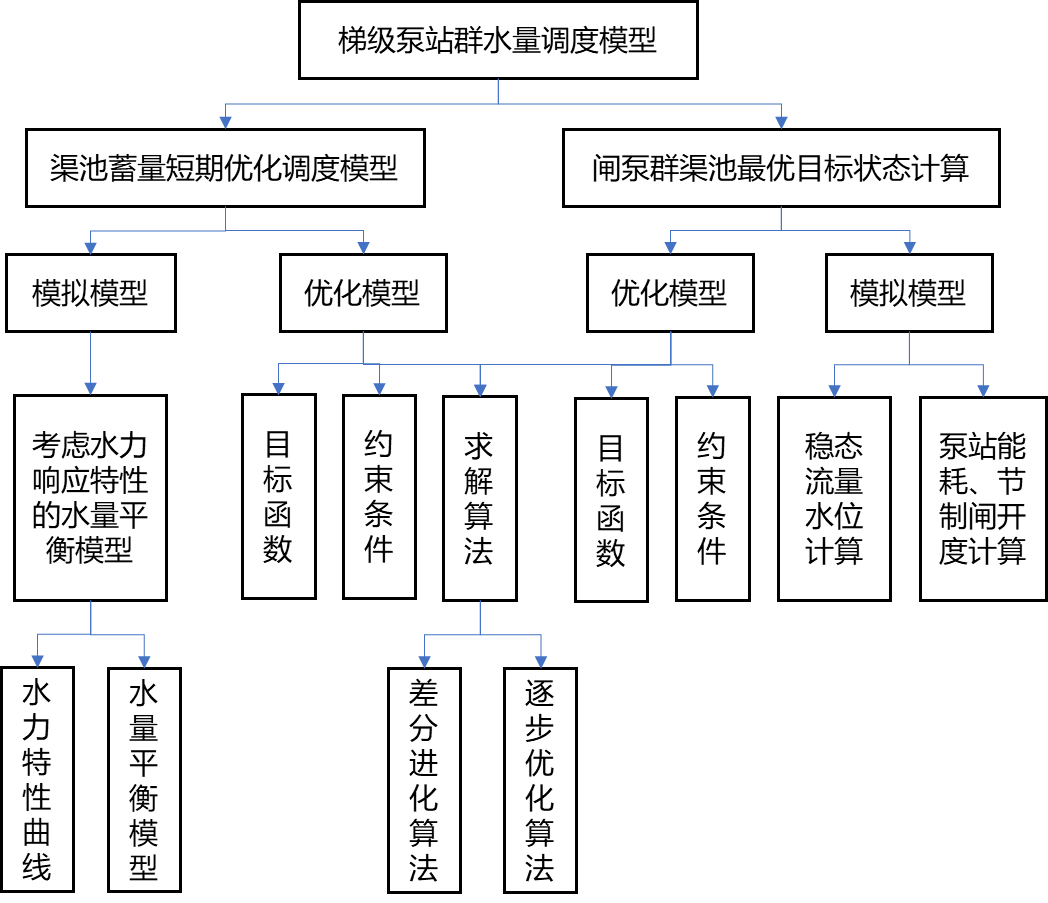 梯级泵站群水量调度模型
渠池蓄量短期优化调度模型
闸泵群渠池最优目标状态计算
模拟模型
优化模型
优化模型
模拟模型
考虑水力
响应特性
的水量平
衡模型
目标函数
约束条件
求解算法
目标函数
约束条件
稳态
流量
水位
计算
泵站能
耗、节
制闸开
度计算
水力特性曲线
水量平衡模型
差分进化算法
逐步优化算法